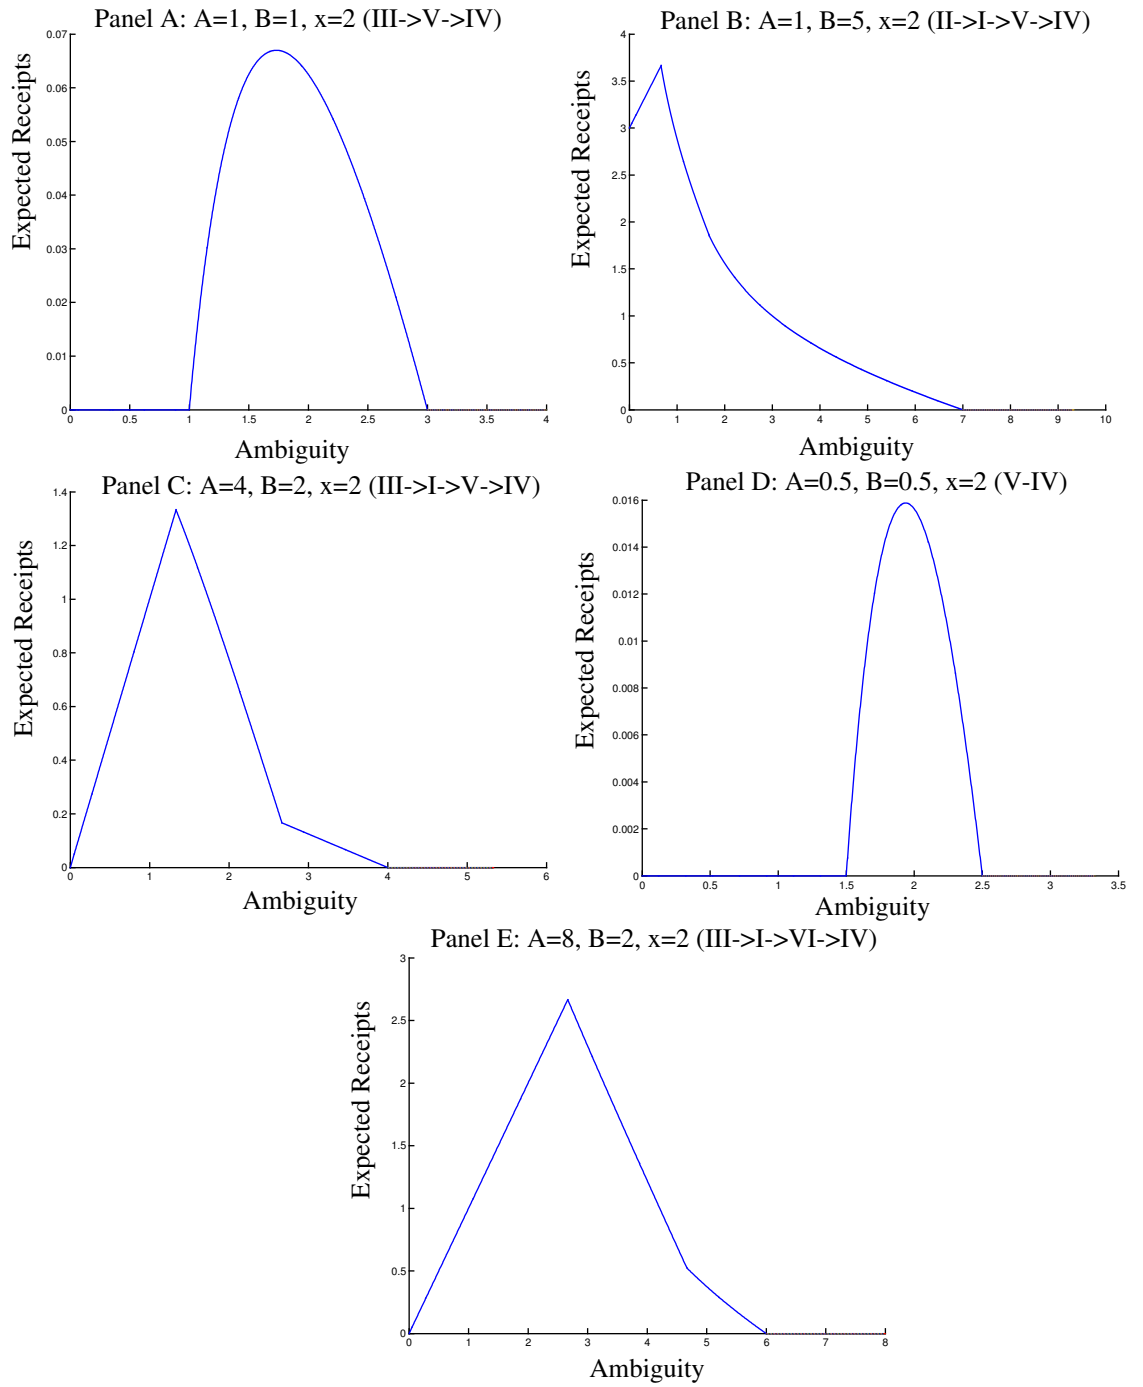 Panel A: A=1, B=1, x=2 (III->V->IV)
Expected Receipts
0.07
0.06
0.05
0.04
0.03
0.02
0.01
0
0 0.5 1 1.5 2 2.5 3 3.5 4
Ambiguity
Panel B: A=1, B=5, x=2 (II->I->V->IV)
Expected Receipts
4
3.5
3
2.5
2
1.5
1
0.5
0
0 1 2 3 4 5 6 7 8 9 10
Ambiguity
Panel C: A=4, B=2, x=2 (III->I->V->IV)
Expected Receipts
1.4
1.2
1
0.8
0.6
0.4
0.2
0
0 1 2 3 4 5 6
Ambiguity
Panel D: A=0.5, B=0.5, x=2 (V-IV)
Expected Receipts
0.016
0.014
0.012
0.01
0.008
0.006
0.004
0.002
0
0 0.5 1 1.5 2 2.5 3 3.5
Ambiguity
Panel E: A=8, B=2, x=2 (III->I->VI->IV)
Expected Receipts
3
2.5
2
1.5
1
0.5
0
0 1 2 3 4 5 6 7 8
Ambiguity